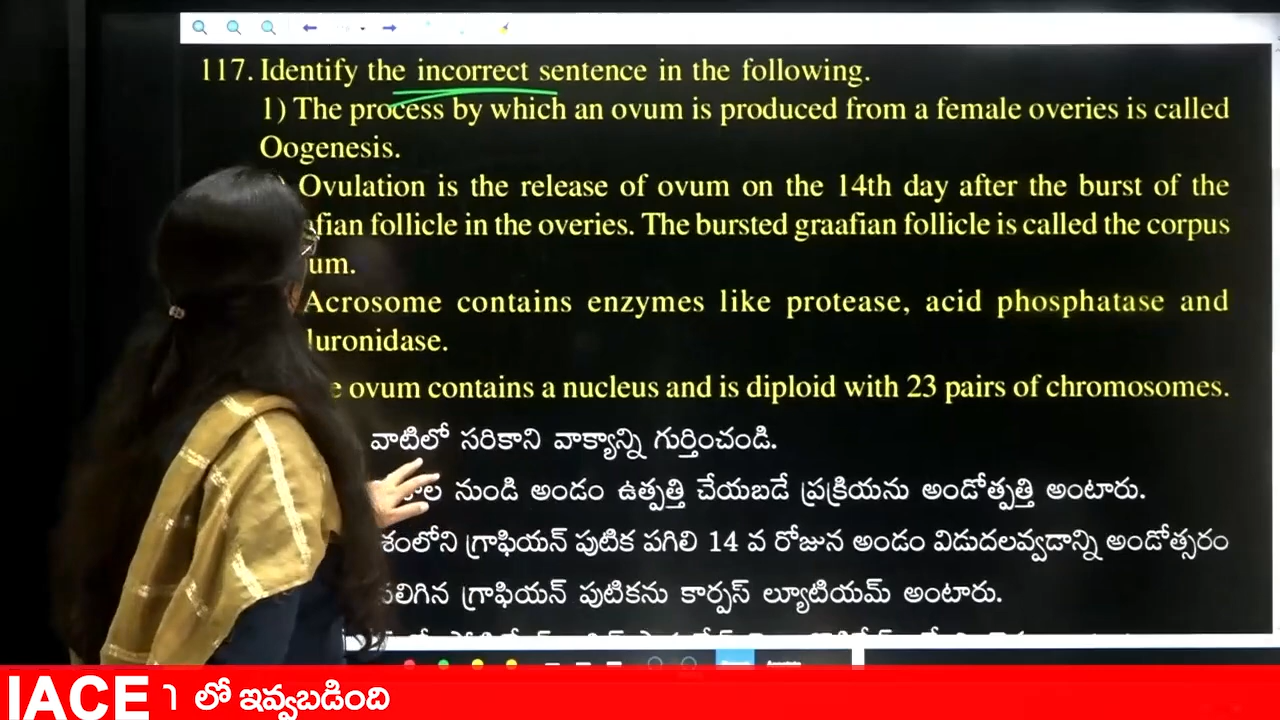 117. Identify the incorrect sentence in the following.
1) The process by which an ovum is produced from a female overies is called
Oogenesis.
Ovulation is the release of ovum on the 14th day after the burst of the
follicle in the overies. The bursted graafian follicle is called the corpus
Acrosome contains enzymes like protease, acid phosphatase and
ovum contains a nucleus and is diploid with 23 pairs of chromosomes.
వాటిలో సరికాని వాక్యాన్ని గుర్తించండి.
నుండి అండం ఉత్పత్తి చేయబడే ప్రక్రియను అండోత్పత్తి అంటారు.
గ్రాఫియన్ పుటిక పగిలి 14 వ రోజున అండం విడుదలవ్వడాన్ని అండోత్సరం
గ్రాఫియన్ పుటికను కార్పస్ ల్యూటియమ్ అంటారు.
IACE 1 లో ఇవ్వబడింది